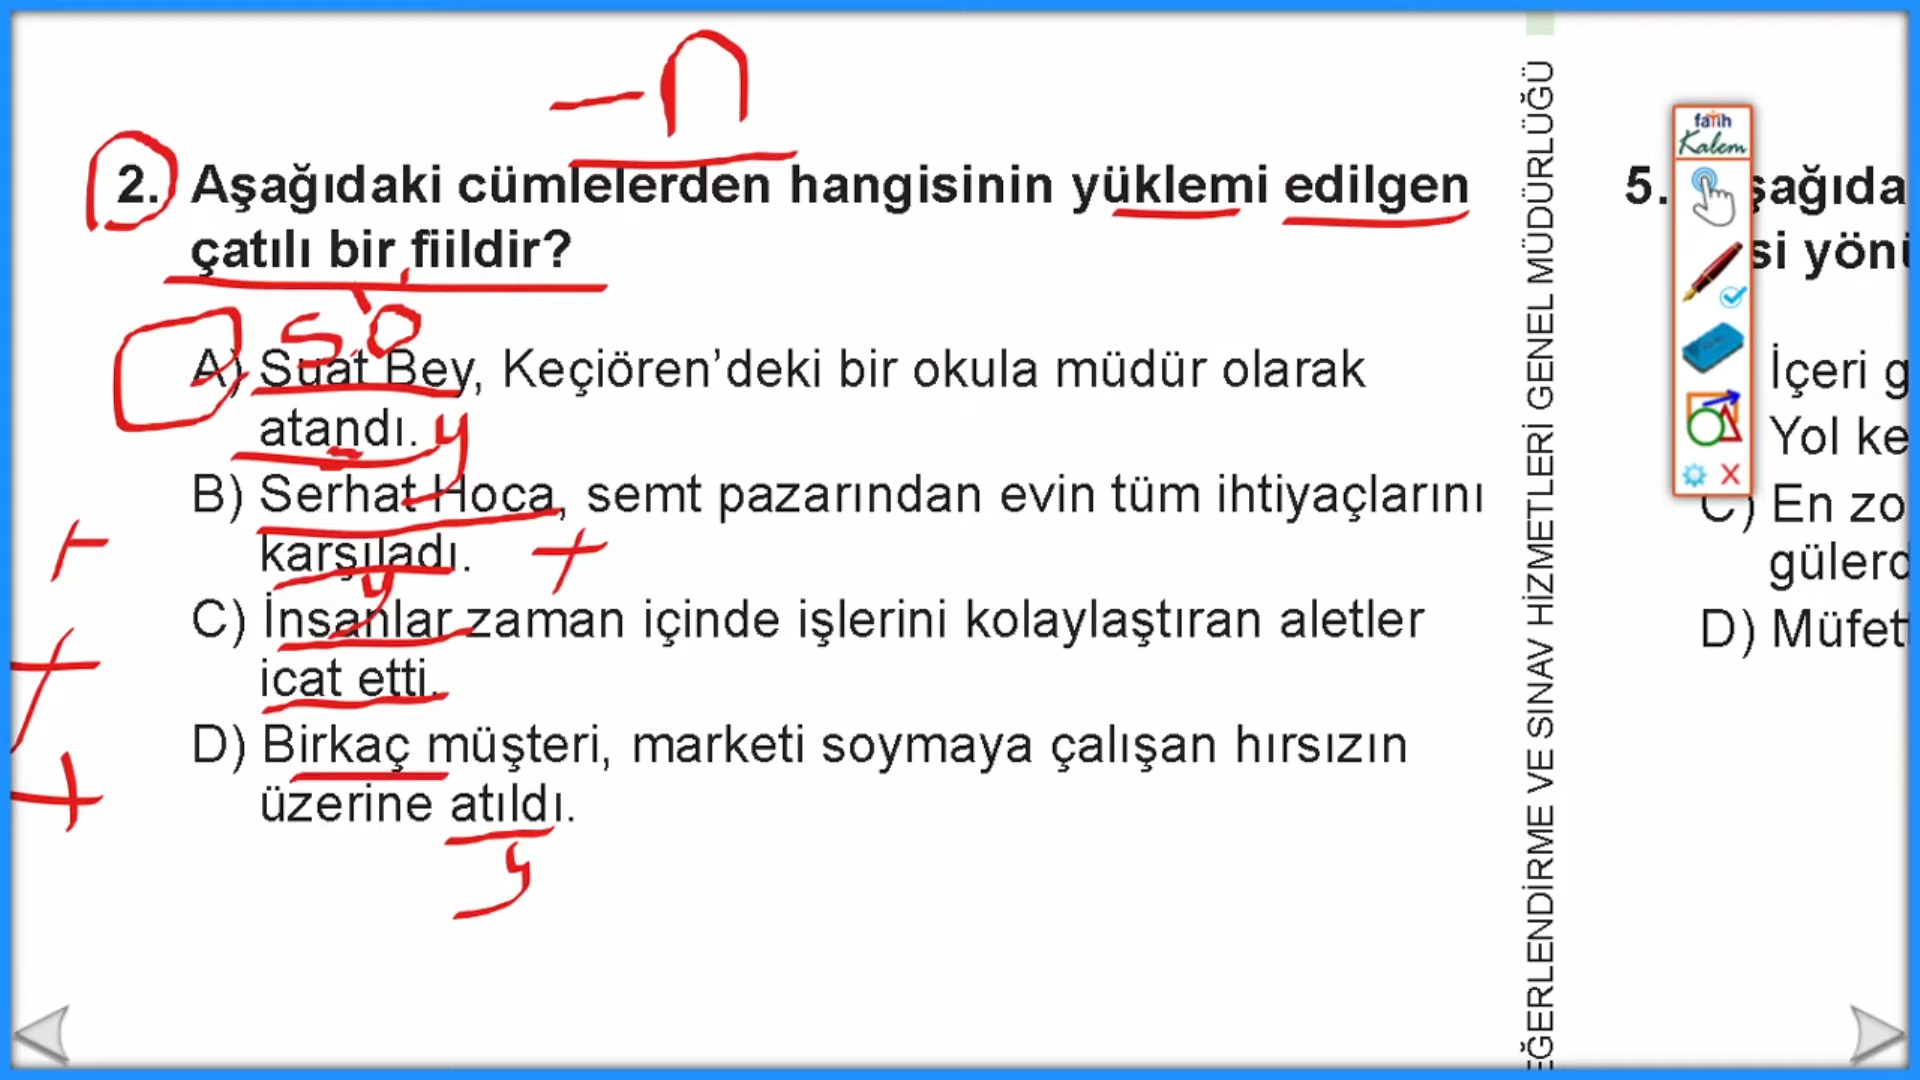 -n
2. Aşağıdaki cümlelerden hangisinin yüklemi edilgen
çatılı bir fiildir?
S.Ö
A) Suat Bey, Keçiören'deki bir okula müdür olarak
atandı.
B) Serhat Hoca, semt pazarından evin tüm ihtiyaçlarını
karşıladı.
C) İnsanlar zaman içinde işlerini kolaylaştıran aletler
icat etti.
D) Birkaç müşteri, marketi soymaya çalışan hırsızın
üzerine atıldı.
y
y
y
+
+
+
+
EĞERLENDİRME VE SINAV HİZMETLERİ GENEL MÜDÜRLÜĞÜ
fatih
Kalem
5. şağıda
si yön
İçeri g
Yol ke
C) En zo
gülerd
D) Müfet